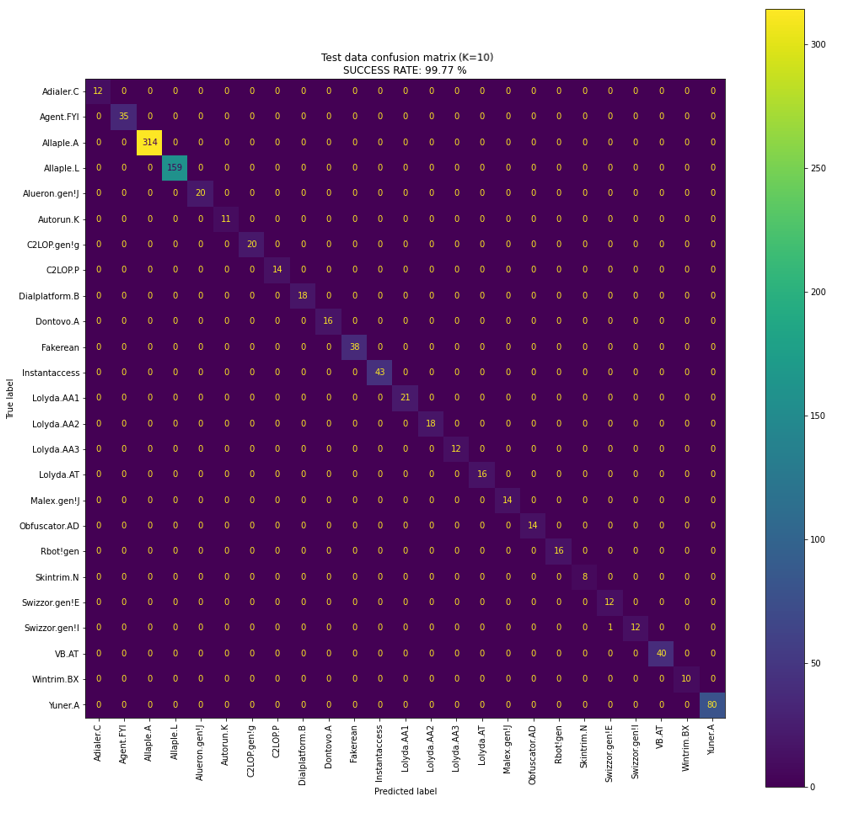 Test data confusion matrix (K=10)
SUCCESS RATE: 99.77 %
Adialer.C 12 0 0 0 0 0 0 0 0 0 0 0 0 0 0 0 0 0 0 0 0 0 0 0 0
Agent.FYI 0 35 0 0 0 0 0 0 0 0 0 0 0 0 0 0 0 0 0 0 0 0 0 0 0
Allaple.A 0 0 314 0 0 0 0 0 0 0 0 0 0 0 0 0 0 0 0 0 0 0 0 0 0
Allaple.L 0 0 0 159 0 0 0 0 0 0 0 0 0 0 0 0 0 0 0 0 0 0 0 0 0
Alueron.gen!J 0 0 0 0 20 0 0 0 0 0 0 0 0 0 0 0 0 0 0 0 0 0 0 0 0
Autorun.K 0 0 0 0 0 11 0 0 0 0 0 0 0 0 0 0 0 0 0 0 0 0 0 0 0
C2LOP.gen!g 0 0 0 0 0 0 20 0 0 0 0 0 0 0 0 0 0 0 0 0 0 0 0 0 0
C2LOP.P 0 0 0 0 0 0 0 14 0 0 0 0 0 0 0 0 0 0 0 0 0 0 0 0 0
Dialplatform.B 0 0 0 0 0 0 0 0 18 0 0 0 0 0 0 0 0 0 0 0 0 0 0 0 0
Dontovo.A 0 0 0 0 0 0 0 0 0 16 0 0 0 0 0 0 0 0 0 0 0 0 0 0 0
Fakerean 0 0 0 0 0 0 0 0 0 0 38 0 0 0 0 0 0 0 0 0 0 0 0 0 0
Instantaccess 0 0 0 0 0 0 0 0 0 0 0 43 0 0 0 0 0 0 0 0 0 0 0 0 0
Lolyda.AA1 0 0 0 0 0 0 0 0 0 0 0 0 21 0 0 0 0 0 0 0 0 0 0 0 0
Lolyda.AA2 0 0 0 0 0 0 0 0 0 0 0 0 0 18 0 0 0 0 0 0 0 0 0 0 0
Lolyda.AA3 0 0 0 0 0 0 0 0 0 0 0 0 0 0 12 0 0 0 0 0 0 0 0 0 0
Lolyda.AT 0 0 0 0 0 0 0 0 0 0 0 0 0 0 0 16 0 0 0 0 0 0 0 0 0
Malex.gen!J 0 0 0 0 0 0 0 0 0 0 0 0 0 0 0 0 14 0 0 0 0 0 0 0 0
Obfuscator.AD 0 0 0 0 0 0 0 0 0 0 0 0 0 0 0 0 0 14 0 0 0 0 0 0 0
Rbot!gen 0 0 0 0 0 0 0 0 0 0 0 0 0 0 0 0 0 0 16 0 0 0 0 0 0
Skintrim.N 0 0 0 0 0 0 0 0 0 0 0 0 0 0 0 0 0 0 0 8 0 0 0 0 0
Swizzor.gen!E 0 0 0 0 0 0 0 0 0 0 0 0 0 0 0 0 0 0 0 0 12 0 0 0 0
Swizzor.gen!I 0 0 0 0 0 0 0 0 0 0 0 0 0 0 0 0 0 0 0 0 1 12 0 0 0
VB.AT 0 0 0 0 0 0 0 0 0 0 0 0 0 0 0 0 0 0 0 0 0 0 40 0 0
Wintrim.BX 0 0 0 0 0 0 0 0 0 0 0 0 0 0 0 0 0 0 0 0 0 0 0 10 0
Yuner.A 0 0 0 0 0 0 0 0 0 0 0 0 0 0 0 0 0 0 0 0 0 0 0 0 80
True label
Adialer.C
Agent.FYI
Allaple.A
Allaple.L
Alueron.gen!J
Autorun.K
C2LOP.gen!g
C2LOP.P
Dialplatform.B
Dontovo.A
Fakerean
Instantaccess
Lolyda.AA1
Lolyda.AA2
Lolyda.AA3
Lolyda.AT
Malex.gen!J
Obfuscator.AD
Rbot!gen
Skintrim.N
Swizzor.gen!E
Swizzor.gen!I
VB.AT
Wintrim.BX
Yuner.A
Predicted label
300
250
200
150
100
50
0